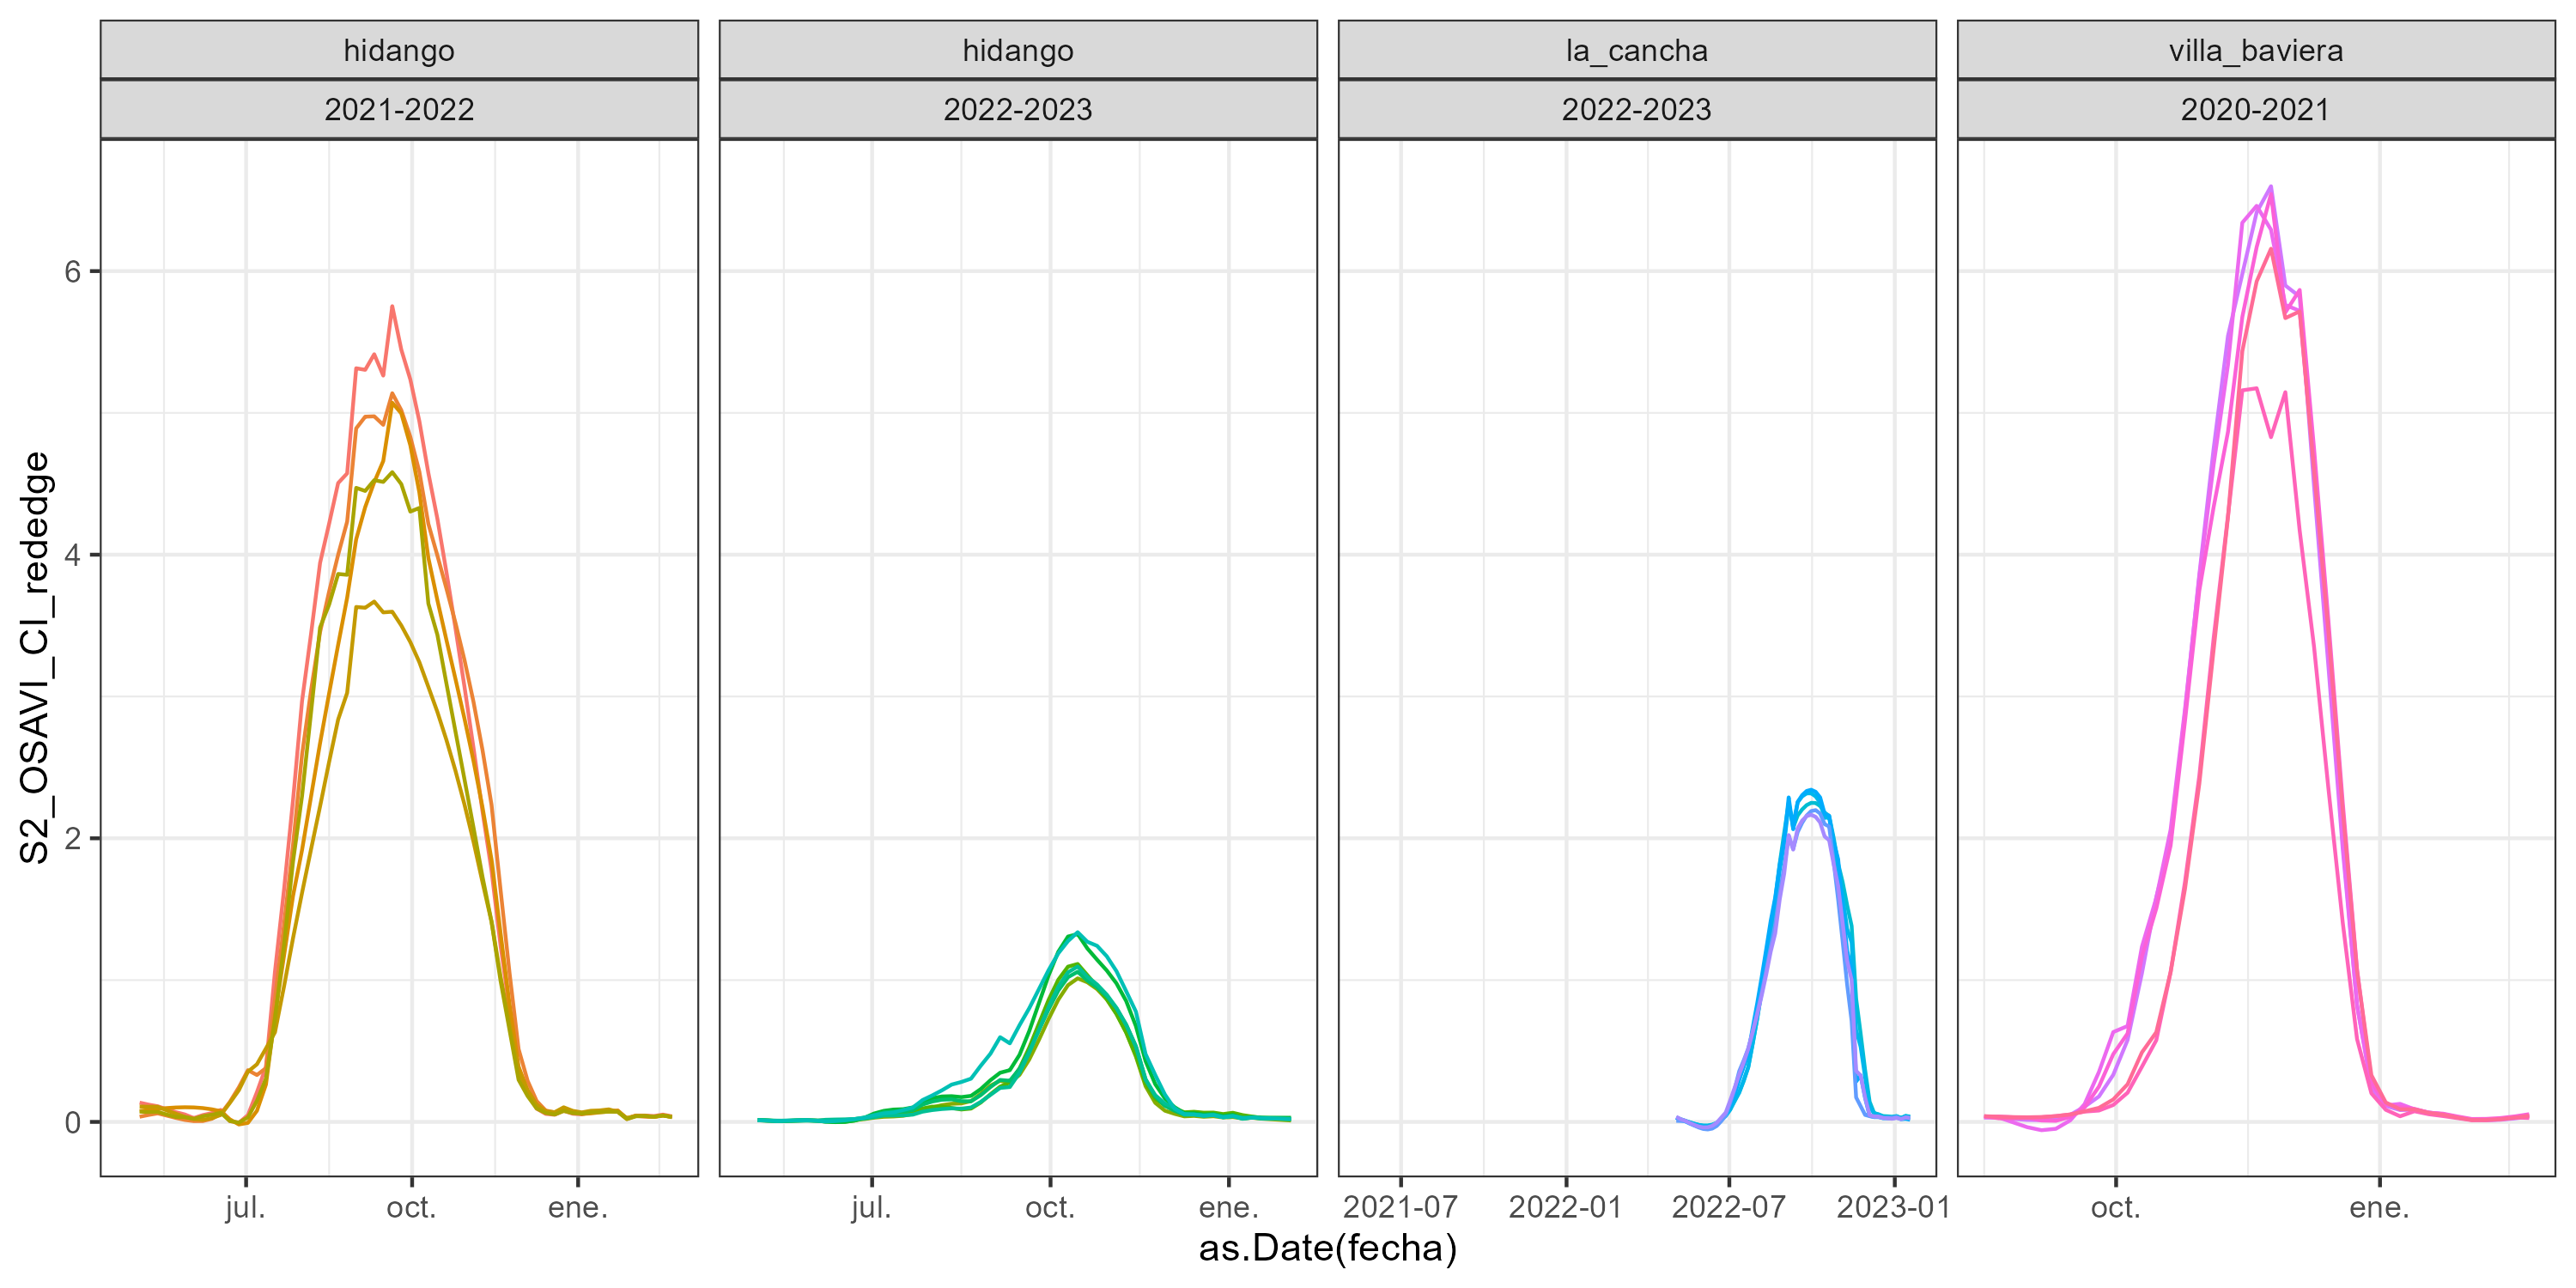 hidango
hidango
la_cancha
villa_baviera
2021-2022
2022-2023
2022-2023
2020-2021
S2_OSAVI_CI_rededge
6
4
2
0
jul.
oct.
ene.
jul.
oct.
ene.
2021-07
2022-01
2022-07
2023-01
oct.
ene.
as.Date(fecha)